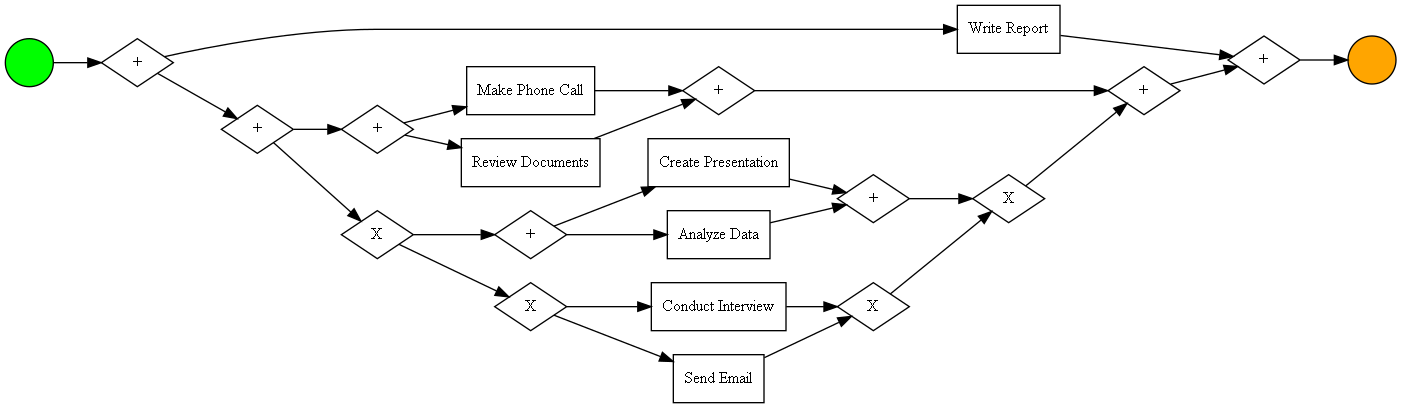 Write Report
+
+
Make Phone Call
+
+
+
+
Review Documents
Create Presentation
+
X
X
+
Analyze Data
Conduct Interview
X
X
Send Email